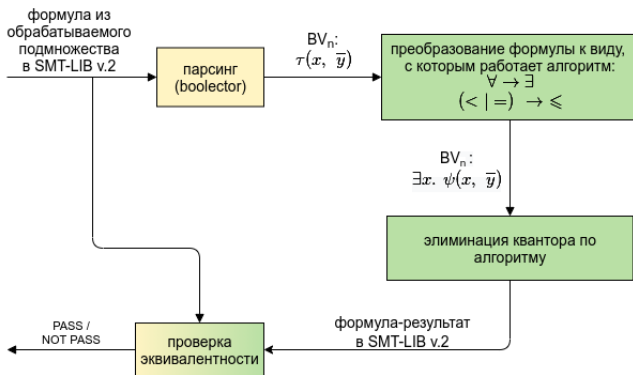 формула из
обрабатываемого
подмножества
в SMT-LIB v.2
парсинг
(boolector)
BVn:
τ(x, y̅)
преобразование формулы к виду,
с которым работает алгоритм:
∀ → ∃
(< | =) → ⩽
BVn:
∃x. ψ(x, y̅)
элиминация квантора по
алгоритму
формула-результат
в SMT-LIB v.2
проверка
эквивалентности
PASS /
NOT PASS